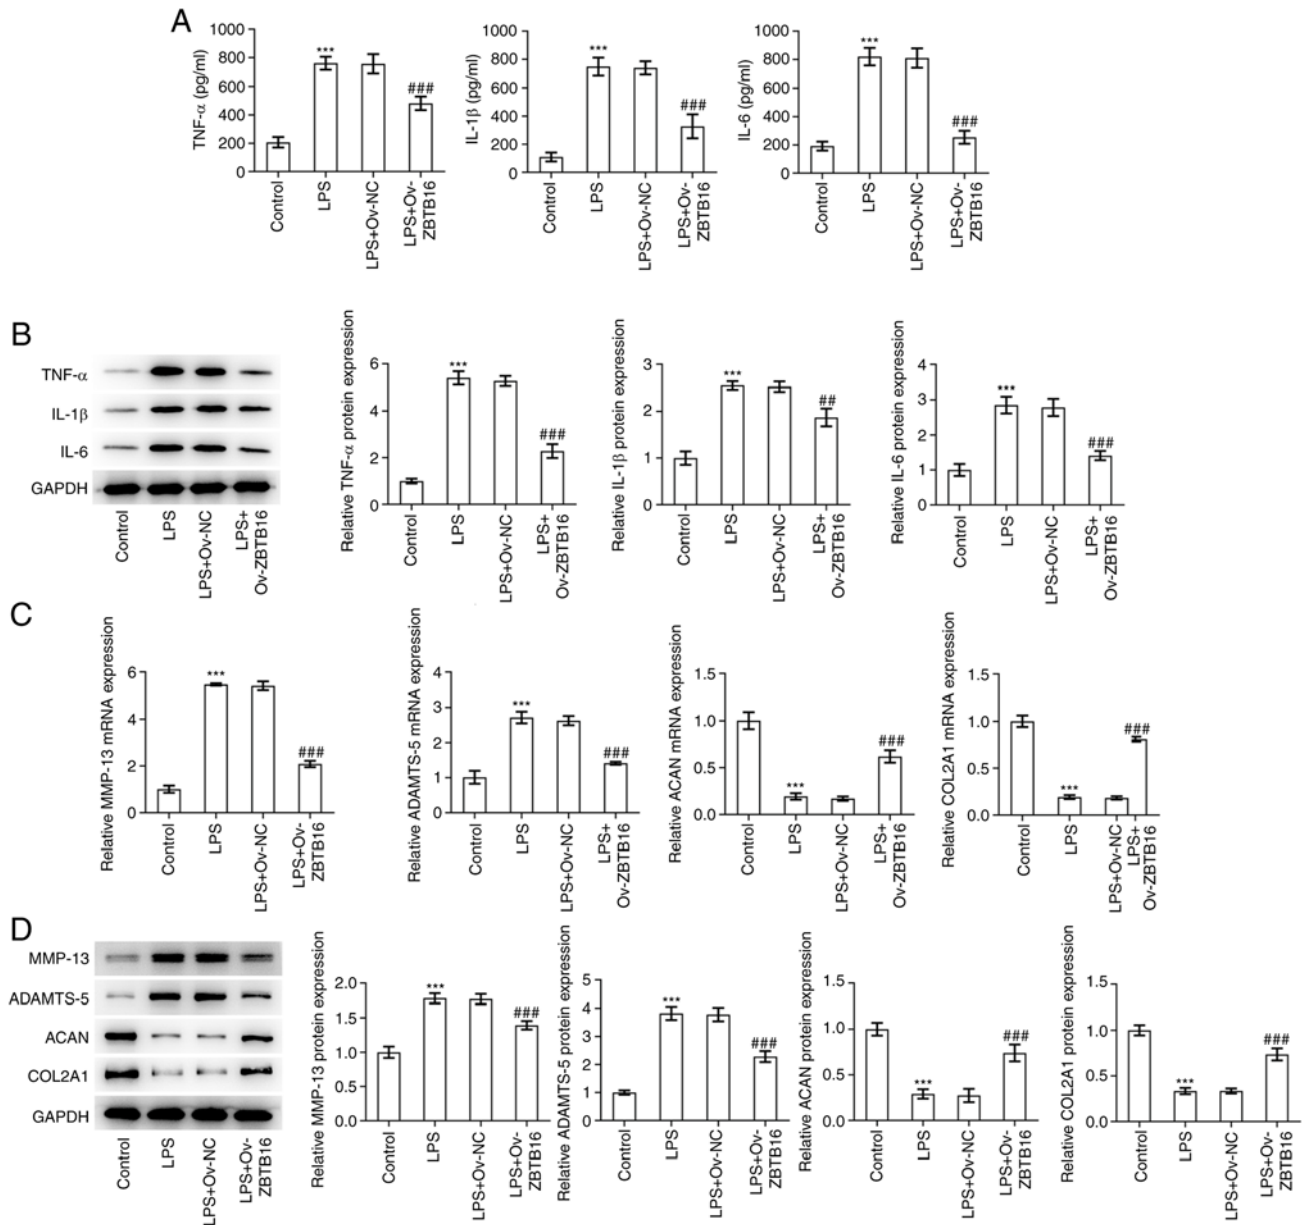 A
TNF-α (pg/ml)
1000
800
600
400
200
0
***
###
Control
LPS
LPS+Ov-NC
LPS+Ov-
ZBTB16
IL-1β (pg/ml)
1000
800
600
400
200
0
***
###
Control
LPS
LPS+Ov-NC
LPS+Ov-
ZBTB16
IL-6 (pg/ml)
1000
800
600
400
200
0
***
###
Control
LPS
LPS+Ov-NC
LPS+Ov-
ZBTB16
B
TNF-α
IL-1β
IL-6
GAPDH
Control
LPS
LPS+Ov-NC
LPS+
Ov-ZBTB16
Relative TNF-α protein expression
6
4
2
0
***
###
Control
LPS
LPS+Ov-NC
LPS+
Ov-ZBTB16
Relative IL-1β protein expression
3
2
1
0
***
##
Control
LPS
LPS+Ov-NC
LPS+
Ov-ZBTB16
Relative IL-6 protein expression
4
3
2
1
0
***
###
Control
LPS
LPS+Ov-NC
LPS+
Ov-ZBTB16
C
Relative MMP-13 mRNA expression
6
4
2
0
***
###
Control
LPS
LPS+Ov-NC
LPS+Ov-
ZBTB16
Relative ADAMTS-5 mRNA expression
4
3
2
1
0
***
###
Control
LPS
LPS+Ov-NC
LPS+
Ov-ZBTB16
Relative ACAN mRNA expression
1.5
1.0
0.5
0.0
***
###
Control
LPS
LPS+Ov-NC
LPS+
Ov-ZBTB16
Relative COL2A1 mRNA expression
1.5
1.0
0.5
0.0
***
###
Control
LPS
LPS+Ov-NC
LPS+
Ov-ZBTB16
D
MMP-13
ADAMTS-5
ACAN
COL2A1
GAPDH
Control
LPS
LPS+Ov-NC
LPS+Ov-
ZBTB16
Relative MMP-13 protein expression
2.0
1.5
1.0
0.5
0.0
***
###
Control
LPS
LPS+Ov-NC
LPS+Ov-
ZBTB16
Relative ADAMTS-5 protein expression
5
4
3
2
1
0
***
###
Control
LPS
LPS+Ov-NC
LPS+Ov-
ZBTB16
Relative ACAN protein expression
1.5
1.0
0.5
0.0
***
###
Control
LPS
LPS+Ov-NC
LPS+Ov-
ZBTB16
Relative COL2A1 protein expression
1.5
1.0
0.5
0.0
***
###
Control
LPS
LPS+Ov-NC
LPS+Ov-
ZBTB16